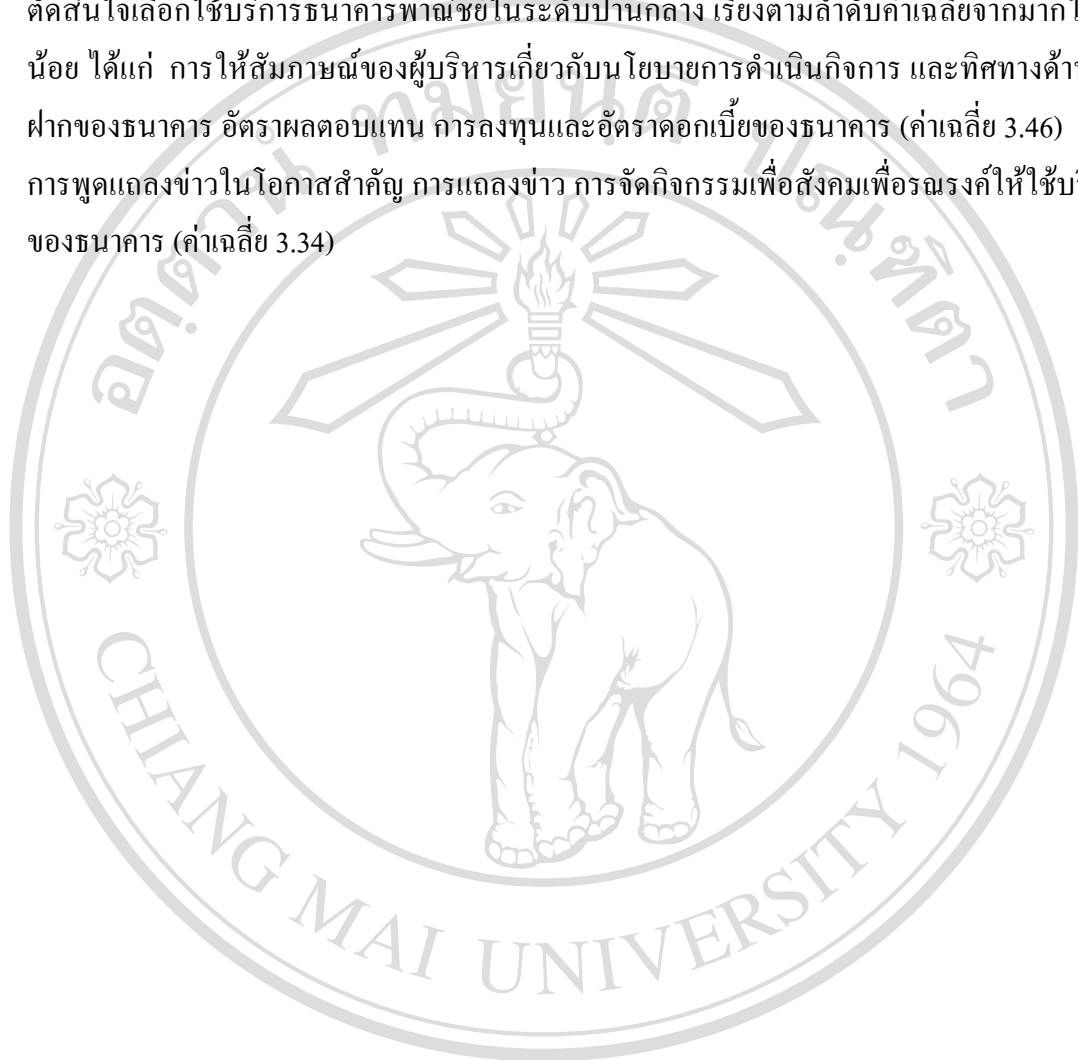 ตัดสินใจเลือกใช้บริการธนาคารพาณิชย์ในระดับปานกลาง เรียงตามลำดับค่าเฉลี่ยจากมาก
น้อย ได้แก่ การให้สัมภาษณ์ของผู้บริหารเกี่ยวกับนโยบายการดำเนินกิจการ และทิศทาง
ฝากของธนาคาร อัตราผลตอบแทน การลงทุนและอัตราดอกเบี้ยของธนาคาร (ค่าเฉลี่ย 3.46)
การพูดแถลงข่าวในโอกาสสำคัญ การแถลงข่าว การจัดกิจกรรมเพื่อสังคมเพื่อรณรงค์ให้ใช้
ของธนาคาร (ค่าเฉลี่ย 3.34)
อตฺตานํ ทมยนฺติ ปณฺฑิตา
CHIANG MAI UNIVERSITY 1964